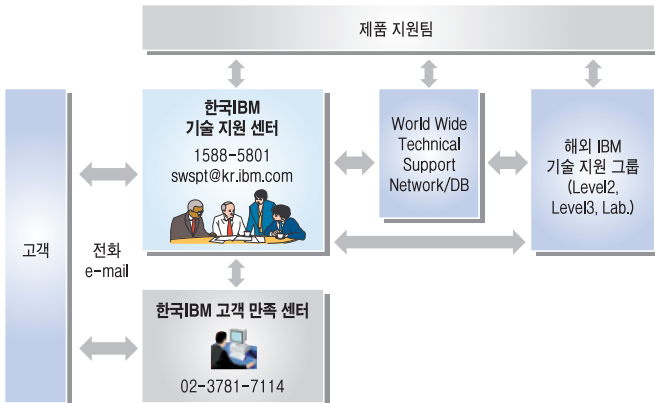 제품 지원팀
한국IBM
기술 지원 센터
1588-5801
swspt@kr.ibm.com
World Wide
Technical
Support
Network/DB
해외 IBM
기술 지원 그룹
(Level2,
Level3, Lab.)
고객
전화
e-mail
한국IBM 고객 만족 센터
02-3781-7114